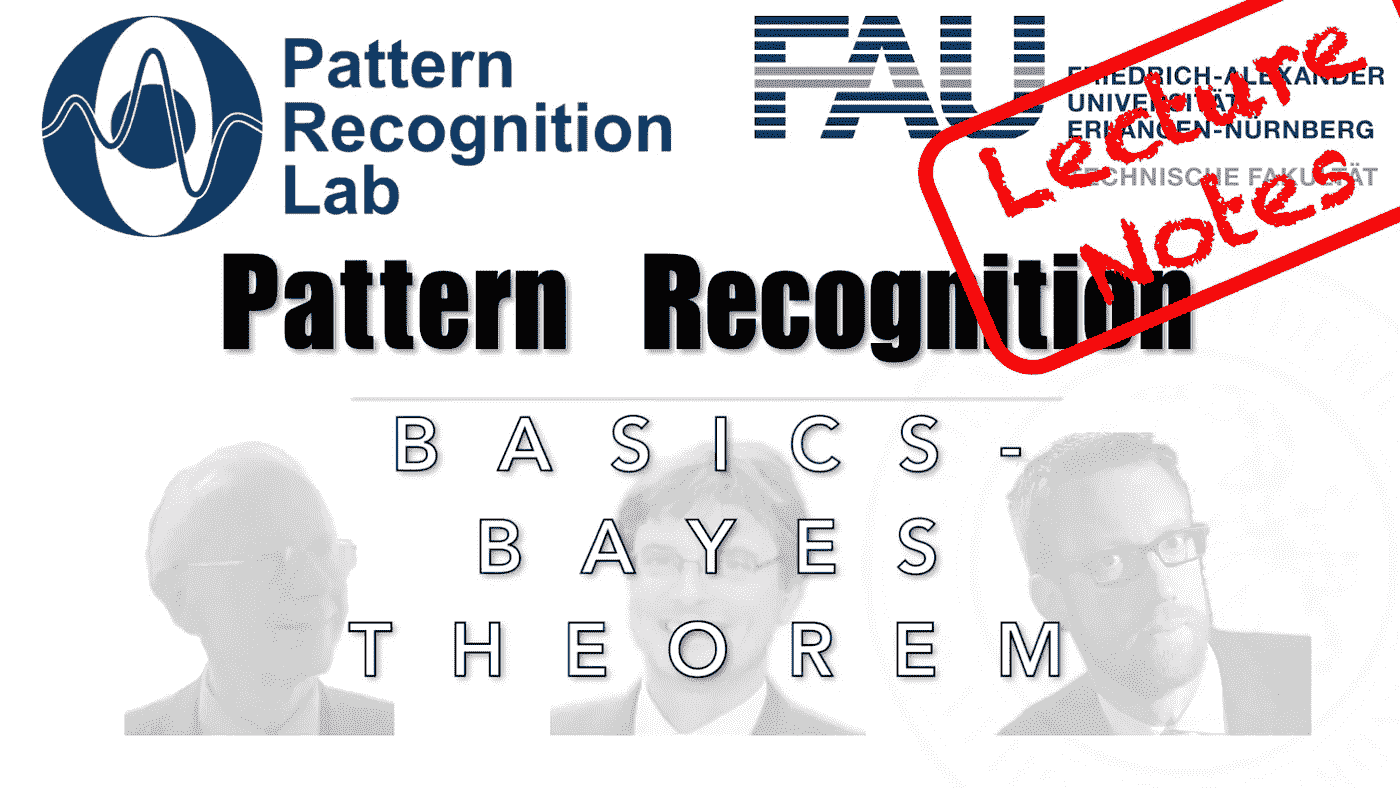 Pattern
Recognition
Lab
FAU
FRIEDRICH-ALEXANDER
UNIVERSITÄT
ERLANGEN-NÜRNBERG
TECHNISCHE FAKULTÄT
Lecture
Notes
Pattern Recognition
BASICS-
BAYES
THEOREM